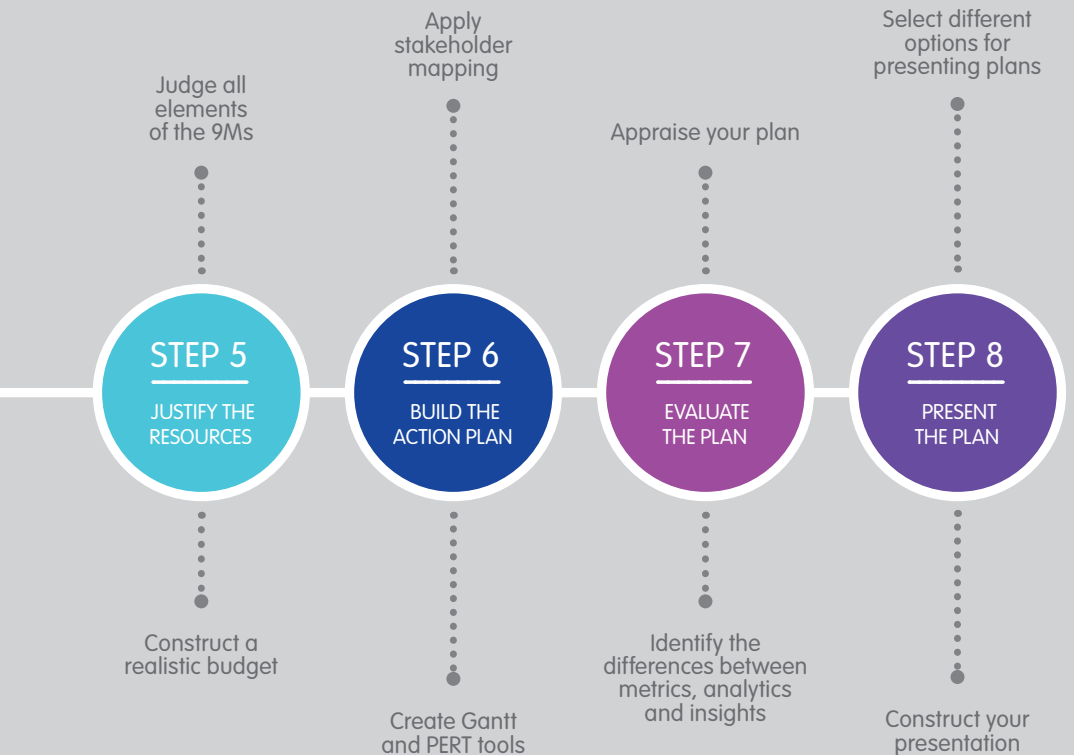 Judge all
elements
of the 9Ms
STEP 5
JUSTIFY THE
RESOURCES
Construct a
realistic budget
Apply
stakeholder
mapping
STEP 6
BUILD THE
ACTION PLAN
Create Gantt
and PERT tools
Appraise your plan
STEP 7
EVALUATE
THE PLAN
Identify the
differences between
metrics, analytics
and insights
Select different
options for
presenting plans
STEP 8
PRESENT
THE PLAN
Construct your
presentation